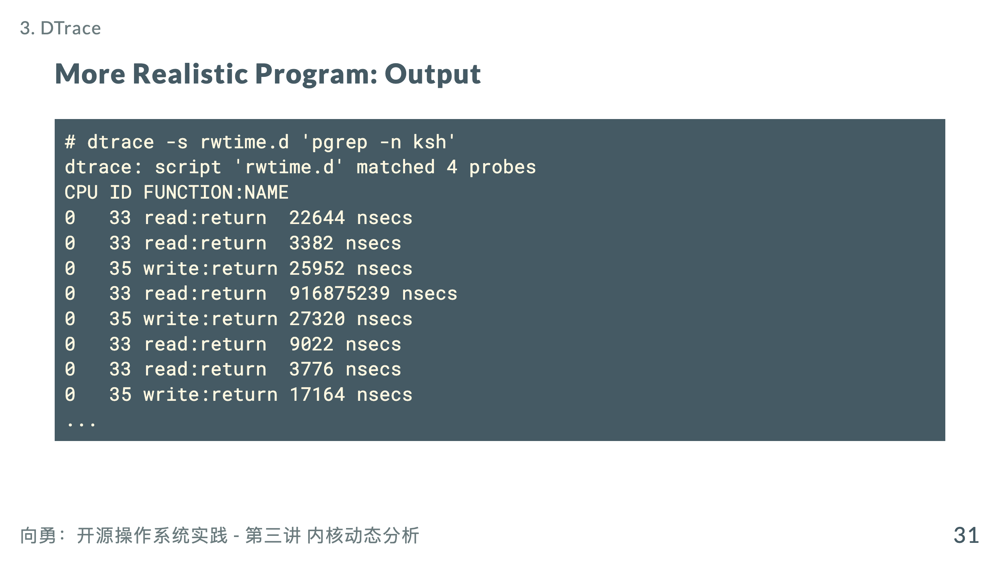 3. DTrace
More Realistic Program: Output
# dtrace -s rwtime.d 'pgrep -n ksh'
dtrace: script 'rwtime.d' matched 4 probes
CPU ID FUNCTION:NAME
0   33 read:return  22644 nsecs
0   33 read:return  3382 nsecs
0   35 write:return 25952 nsecs
0   33 read:return  916875239 nsecs
0   35 write:return 27320 nsecs
0   33 read:return  9022 nsecs
0   33 read:return  3776 nsecs
0   35 write:return 17164 nsecs
...
向勇：开源操作系统实践 - 第三讲 内核动态分析
31